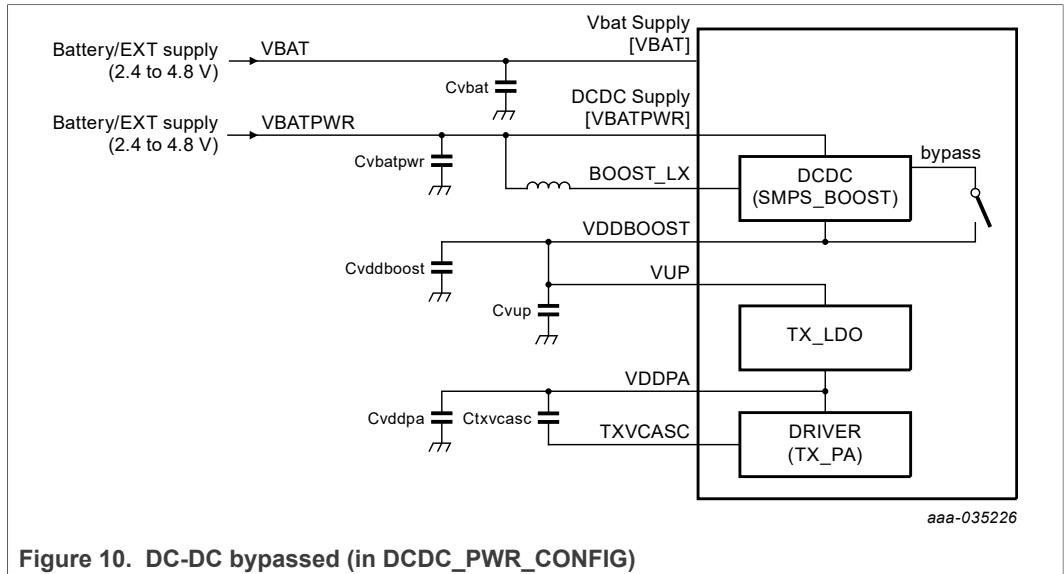 Vbat Supply
[VBAT]
Battery/EXT supply
(2.4 to 4.8 V)
VBAT
Cvbat
DCDC Supply
[VBATPWR]
Battery/EXT supply
(2.4 to 4.8 V)
VBATPWR
Cvbatpwr
BOOST_LX
DCDC
(SMPS_BOOST)
bypass
VDDBOOST
Cvddboost
VUP
Cvup
TX_LDO
VDDPA
Cvddpa
Ctxvcasc
TXVCASC
DRIVER
(TX_PA)
aaa-035226
Figure 10. DC-DC bypassed (in DCDC_PWR_CONFIG)